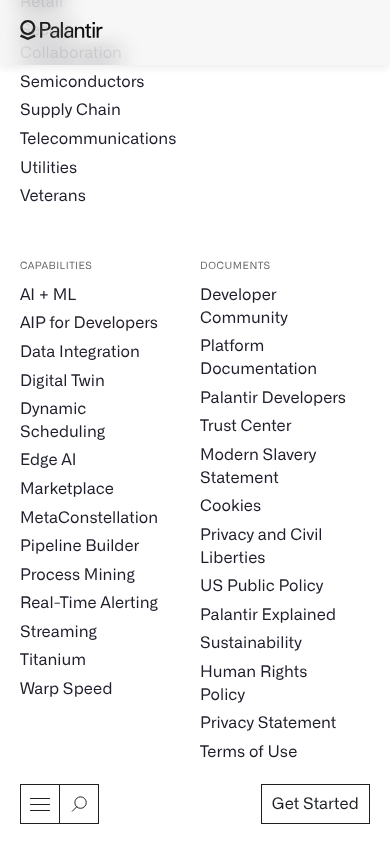 Retail
Palantir
Collaboration
Semiconductors
Supply Chain
Telecommunications
Utilities
Veterans
CAPABILITIES
AI + ML
AIP for Developers
Data Integration
Digital Twin
Dynamic
Scheduling
Edge AI
Marketplace
MetaConstellation
Pipeline Builder
Process Mining
Real-Time Alerting
Streaming
Titanium
Warp Speed
DOCUMENTS
Developer
Community
Platform
Documentation
Palantir Developers
Trust Center
Modern Slavery
Statement
Cookies
Privacy and Civil
Liberties
US Public Policy
Palantir Explained
Sustainability
Human Rights
Policy
Privacy Statement
Terms of Use
Get Started